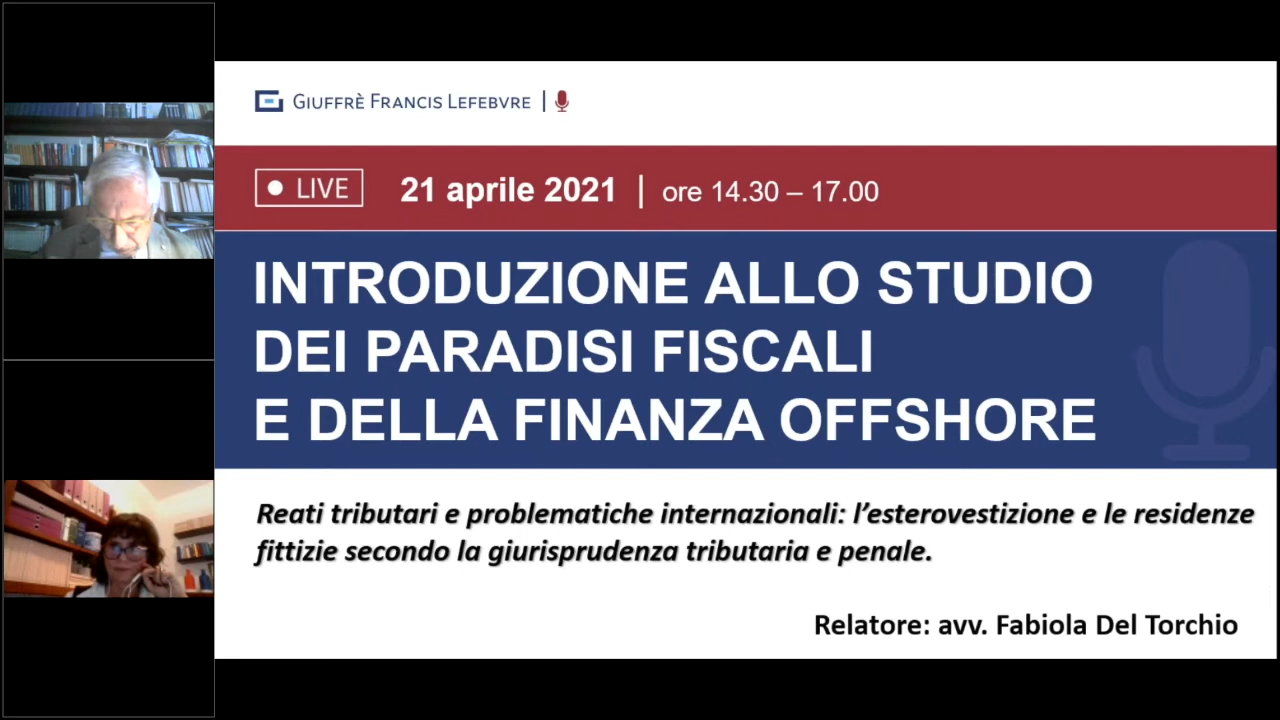 GIUFFRÈ FRANCIS LEFEBVRE
LIVE 21 aprile 2021 | ore 14.30 – 17.00
INTRODUZIONE ALLO STUDIO
DEI PARADISI FISCALI
E DELLA FINANZA OFFSHORE
Reati tributari e problematiche internazionali: l’esterovestizione e le residenze
fittizie secondo la giurisprudenza tributaria e penale.
Relatore: avv. Fabiola Del Torchio